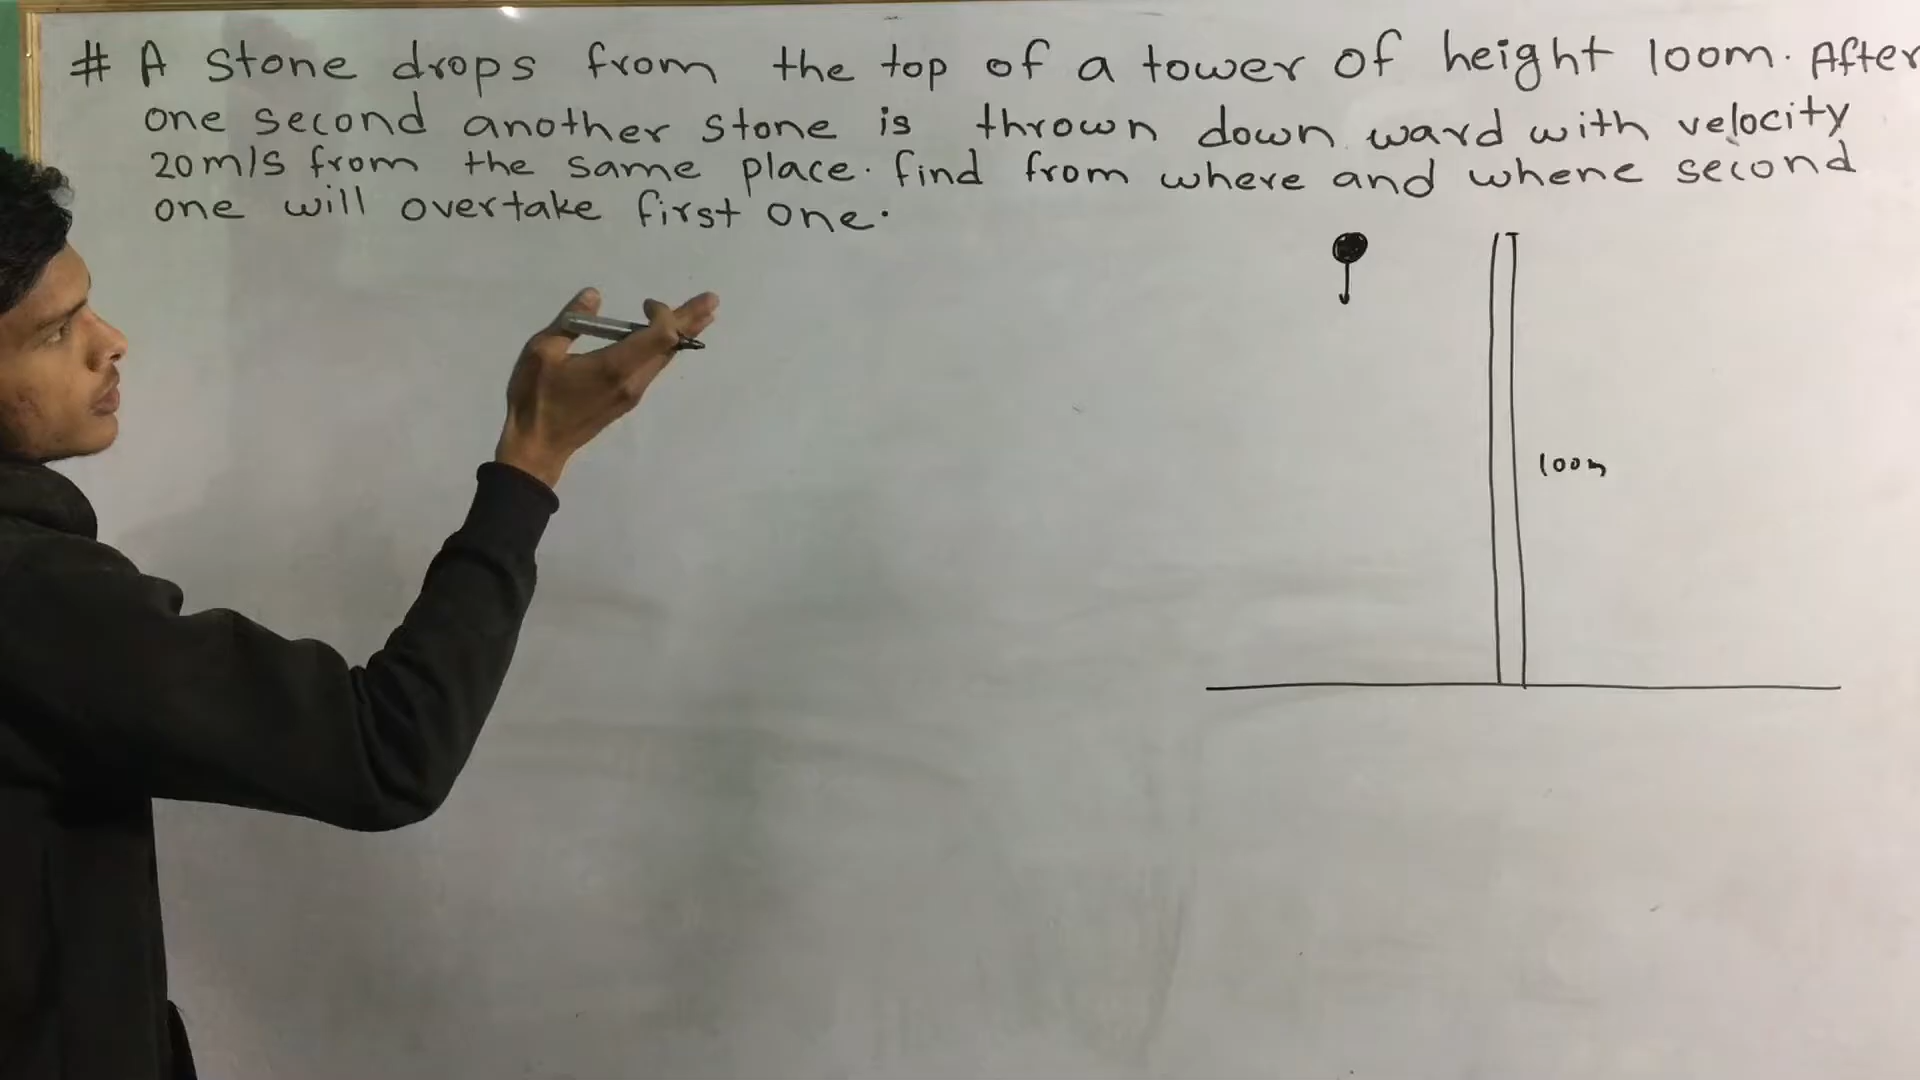 # A stone drops from the top of a tower of height 100m. After
one second another stone is thrown down ward with velocity
20m/s from the same place. find from where and whene second
one will overtake first one.
100m